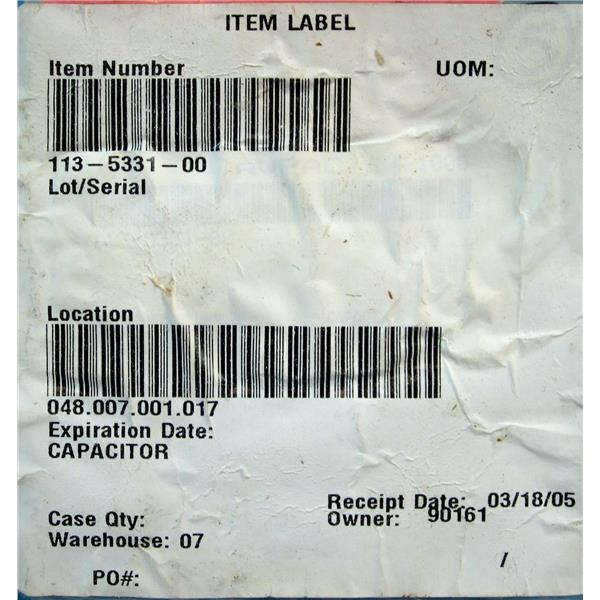 ITEM LABEL
Item Number UOM:
113-5331-00
Lot/Serial
Location
048.007.001.017
Expiration Date:
CAPACITOR
Receipt Date: 03/18/05
Case Qty: Owner: 90161
Warehouse: 07
/
PO#: